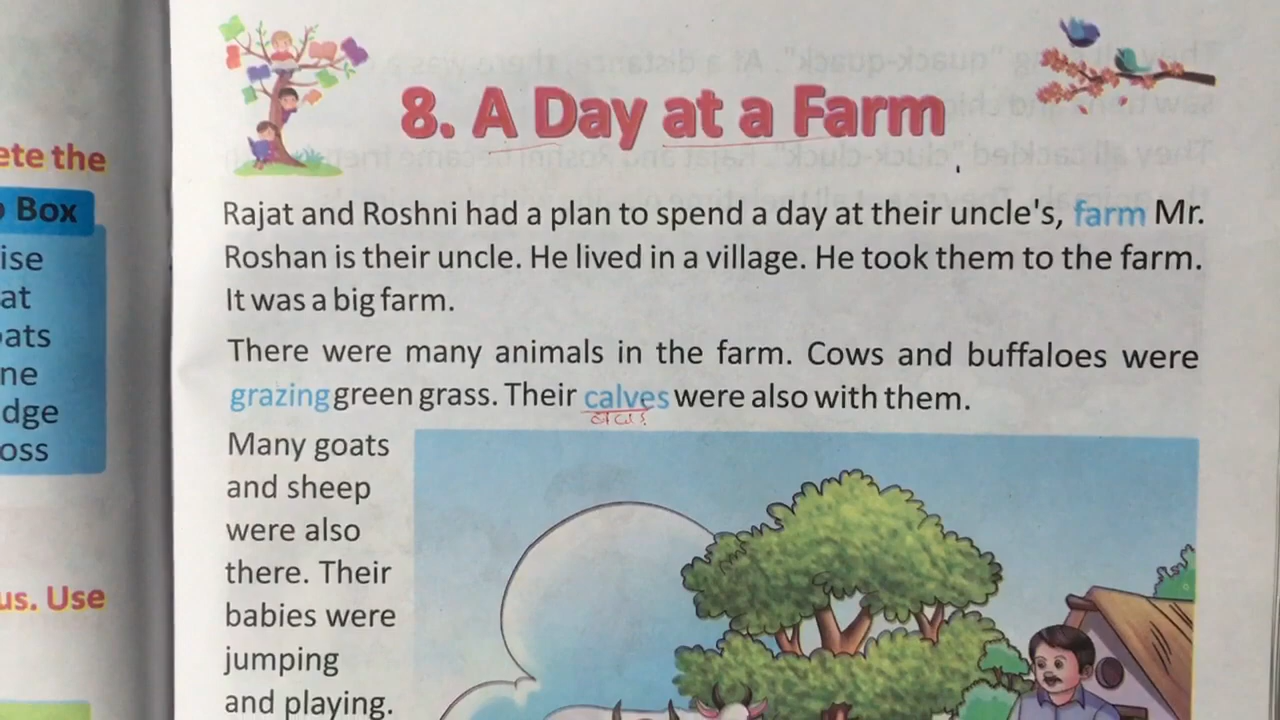 8. A Day at a Farm
Rajat and Roshni had a plan to spend a day at their uncle's, farm Mr.
Roshan is their uncle. He lived in a village. He took them to the farm.
It was a big farm.
There were many animals in the farm. Cows and buffaloes were
grazing green grass. Their calves were also with them.
Many goats
and sheep
were also
there. Their
babies were
jumping
and playing.
ete the
Box
ise
at
oats
ne
dge
oss
us. Use